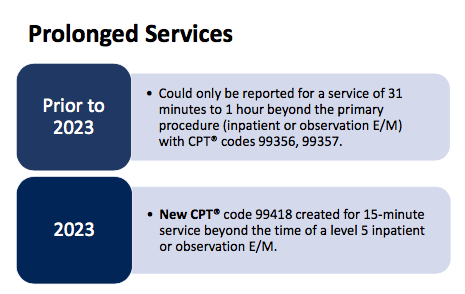 Prolonged Services
Prior to
2023
• Could only be reported for a service of 31
minutes to 1 hour beyond the primary
procedure (inpatient or observation E/M)
with CPT® codes 99356, 99357.
2023
• New CPT® code 99418 created for 15-minute
service beyond the time of a level 5 inpatient
or observation E/M.